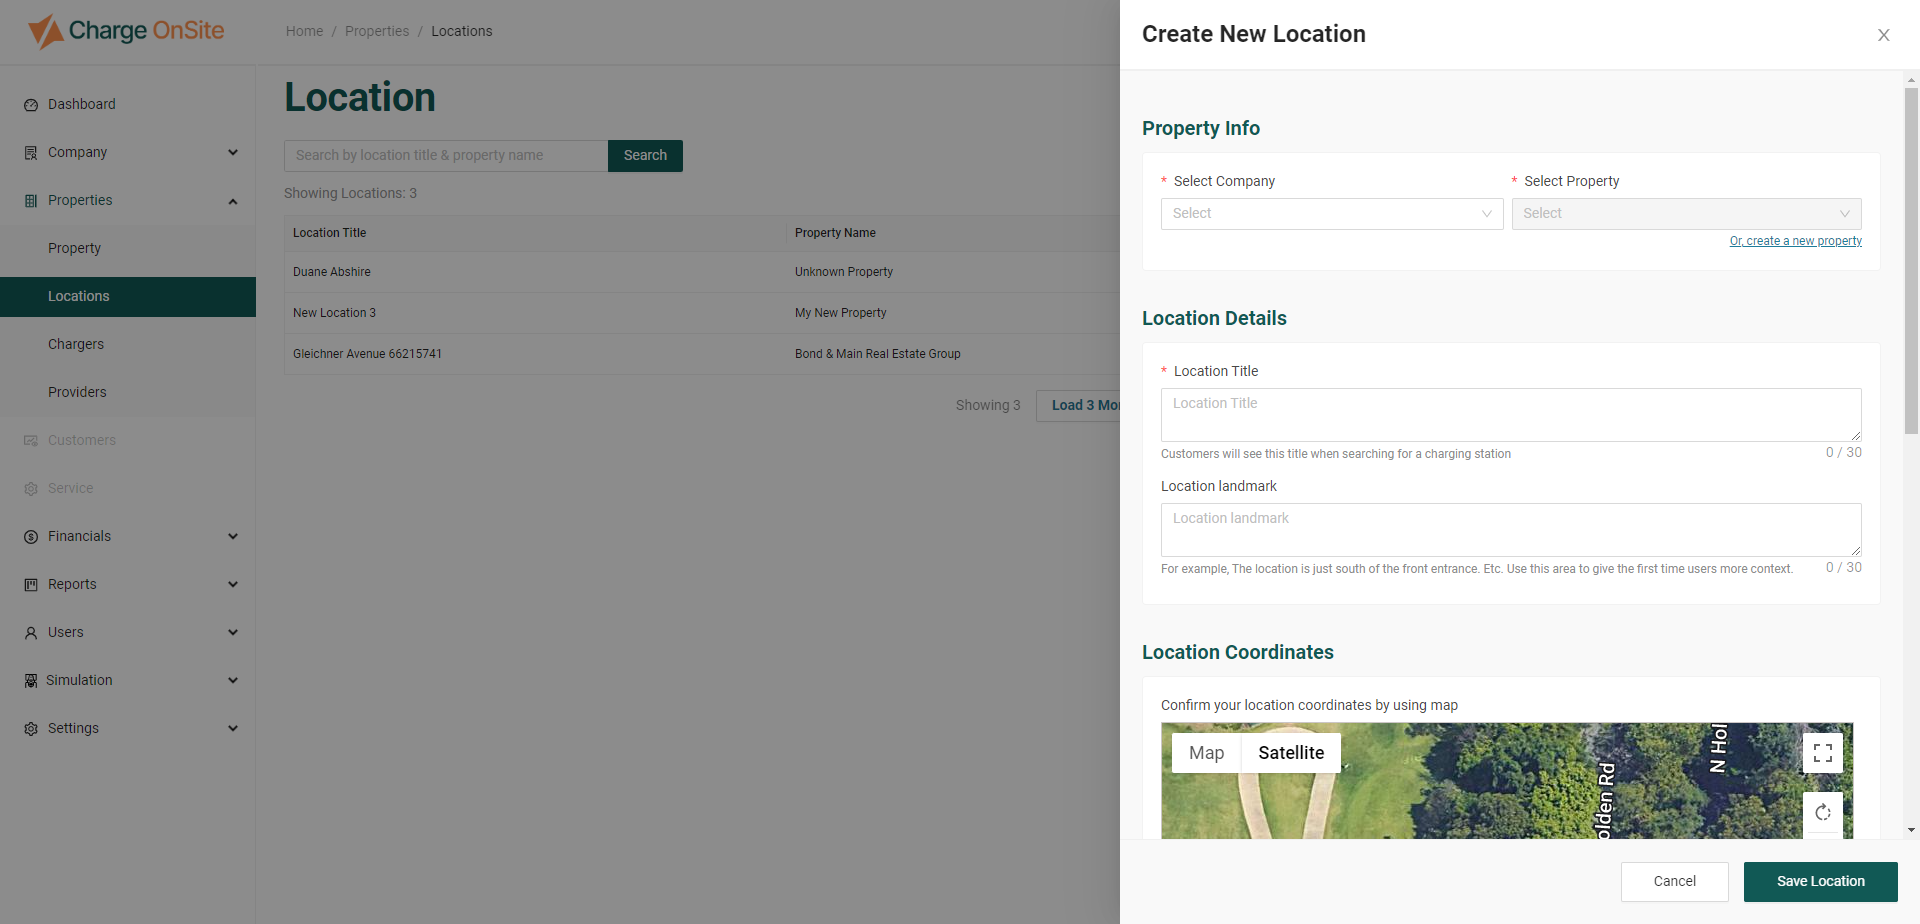 Charge OnSite
Home / Properties / Locations
Dashboard
Company
Properties
Property
Locations
Chargers
Providers
Customers
Service
Financials
Reports
Users
Simulation
Settings
Location
Search by location title & property name
Search
Showing Locations: 3
Location Title Property Name
Duane Abshire Unknown Property
New Location 3 My New Property
Gleichner Avenue 66215741 Bond & Main Real Estate Group
Showing 3 Load 3 Mor
Create New Location
Property Info
* Select Company * Select Property
Select Select
Or, create a new property
Location Details
* Location Title
Location Title
Customers will see this title when searching for a charging station 0 / 30
Location landmark
Location landmark
For example, The location is just south of the front entrance. Etc. Use this area to give the first time users more context. 0 / 30
Location Coordinates
Confirm your location coordinates by using map
Map Satellite
olden Rd
N Hol
Cancel Save Location